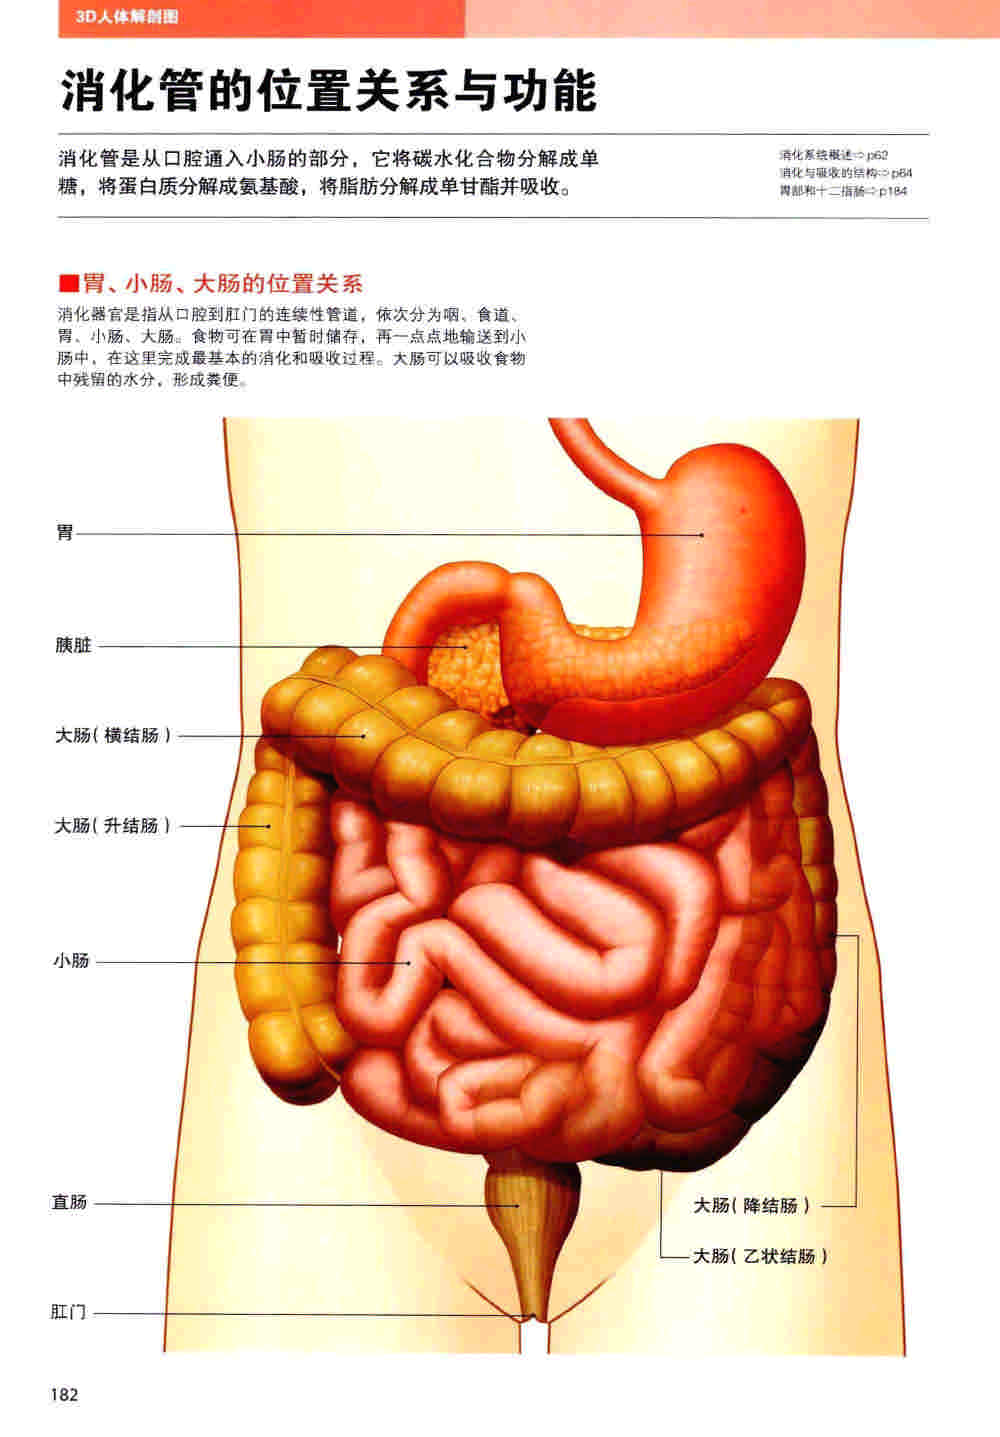 3D人体解剖图
消化管的位置关系与功能
消化管是从口腔通入小肠的部分，它将碳水化合物分解成单
糖，将蛋白质分解成氨基酸，将脂肪分解成单甘酯并吸收。
消化系统概述⇨p62
消化与吸收的结构⇨p64
胃部和十二指肠⇨p184
■胃、小肠、大肠的位置关系
消化器官是指从口腔到肛门的连续性管道，依次分为咽、食道、
胃、小肠、大肠。食物可在胃中暂时储存，再一点点地输送到小
肠中，在这里完成最基本的消化和吸收过程。大肠可以吸收食物
中残留的水分，形成粪便。
胃
胰脏
大肠（横结肠）
大肠（升结肠）
小肠
直肠
大肠（降结肠）
大肠（乙状结肠）
肛门
182